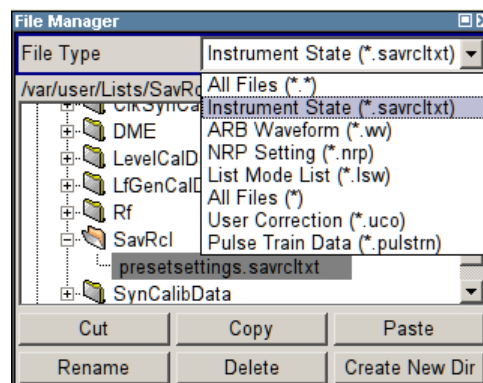 File Manager
File Type Instrument State (*.savrcltxt)
/var/user/Lists/SavRc
All Files (*.*)
Instrument State (*.savrcltxt)
ARB Waveform (*.wv)
NRP Setting (*.nrp)
List Mode List (*.lsw)
All Files (*)
User Correction (*.uco)
Pulse Train Data (*.pulstrn)
DME
LevelCalD
LfGenCalD
Rf
SavRcl
presetsettings.savrcltxt
SynCalibData
Cut Copy Paste
Rename Delete Create New Dir